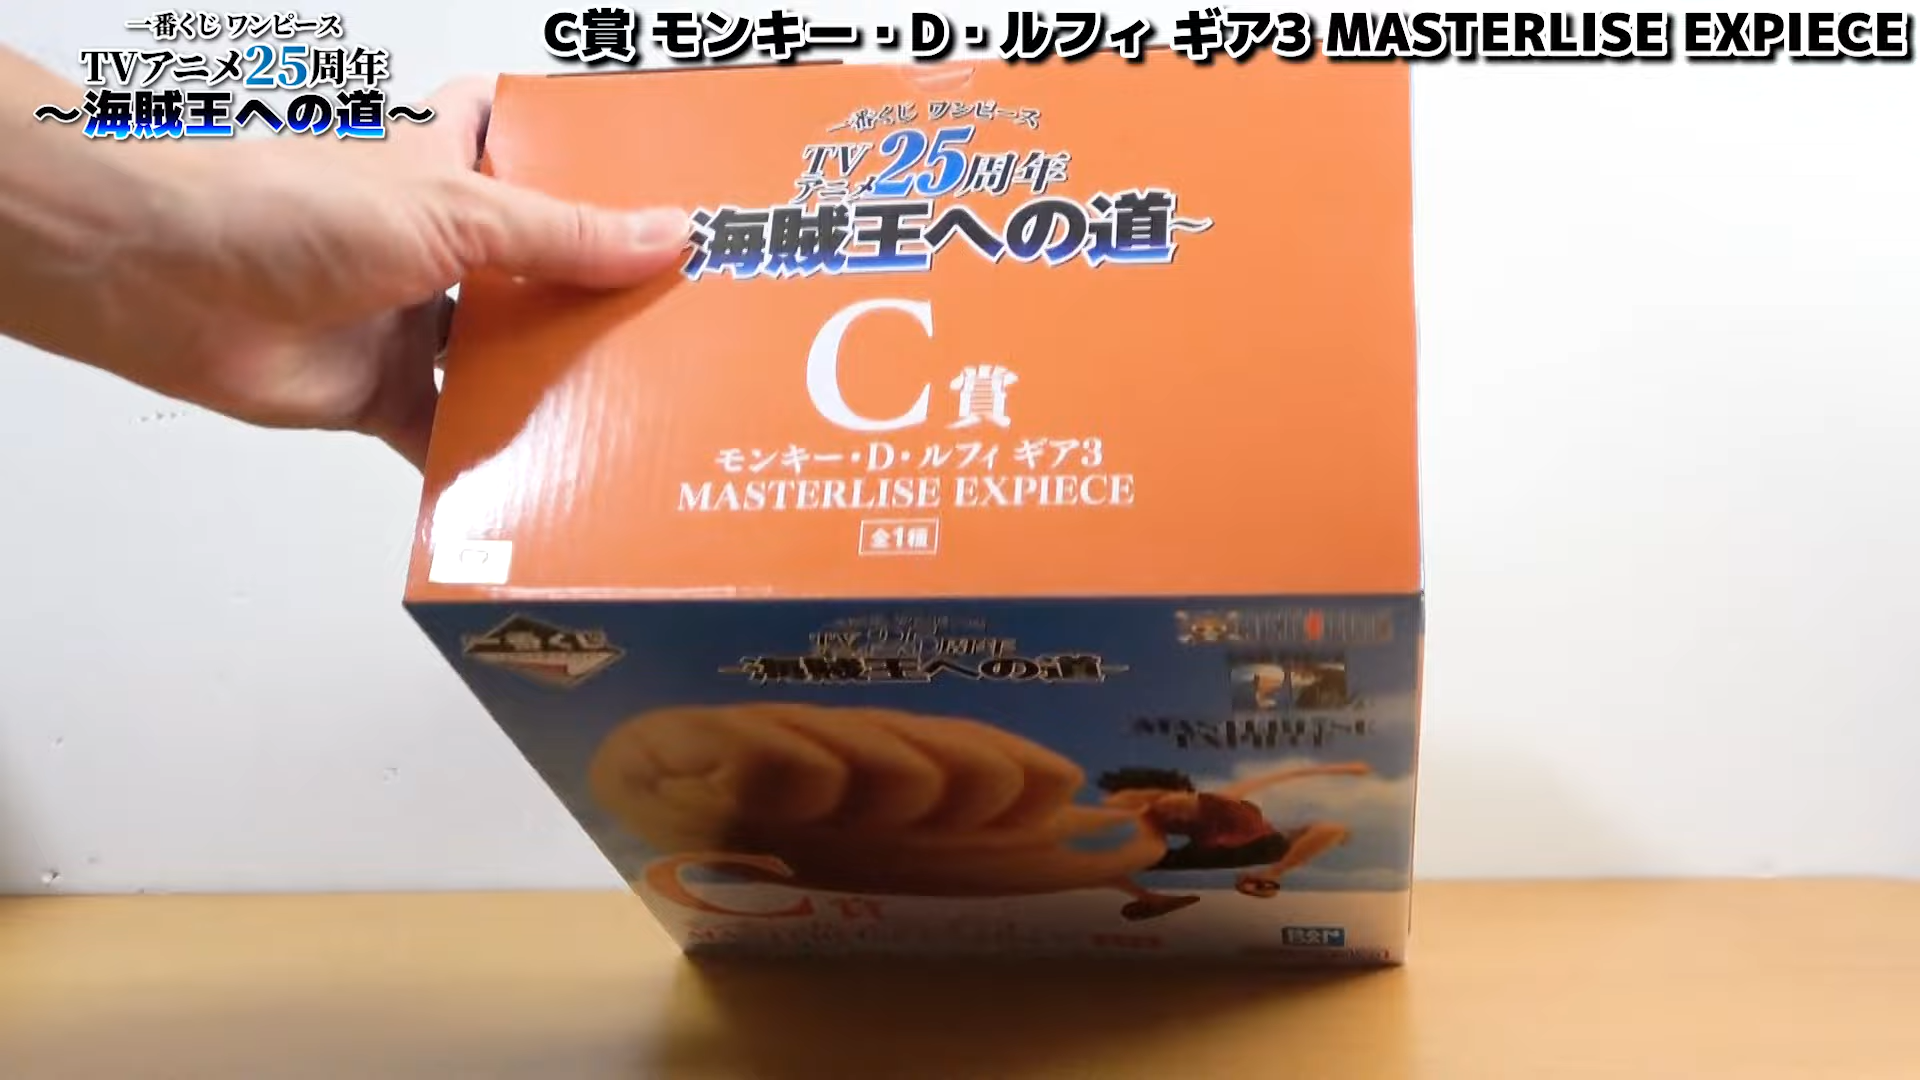 一番くじ ワンピース
TVアニメ25周年
～海賊王への道～
C賞 モンキー・D・ルフィ ギア3 MASTERLISE EXPIECE
一番くじ ワンピース
TVアニメ25周年
海賊王への道～
C賞
モンキー・D・ルフィ ギア3
MASTERLISE EXPIECE
全1種
C
海賊王への道
C賞